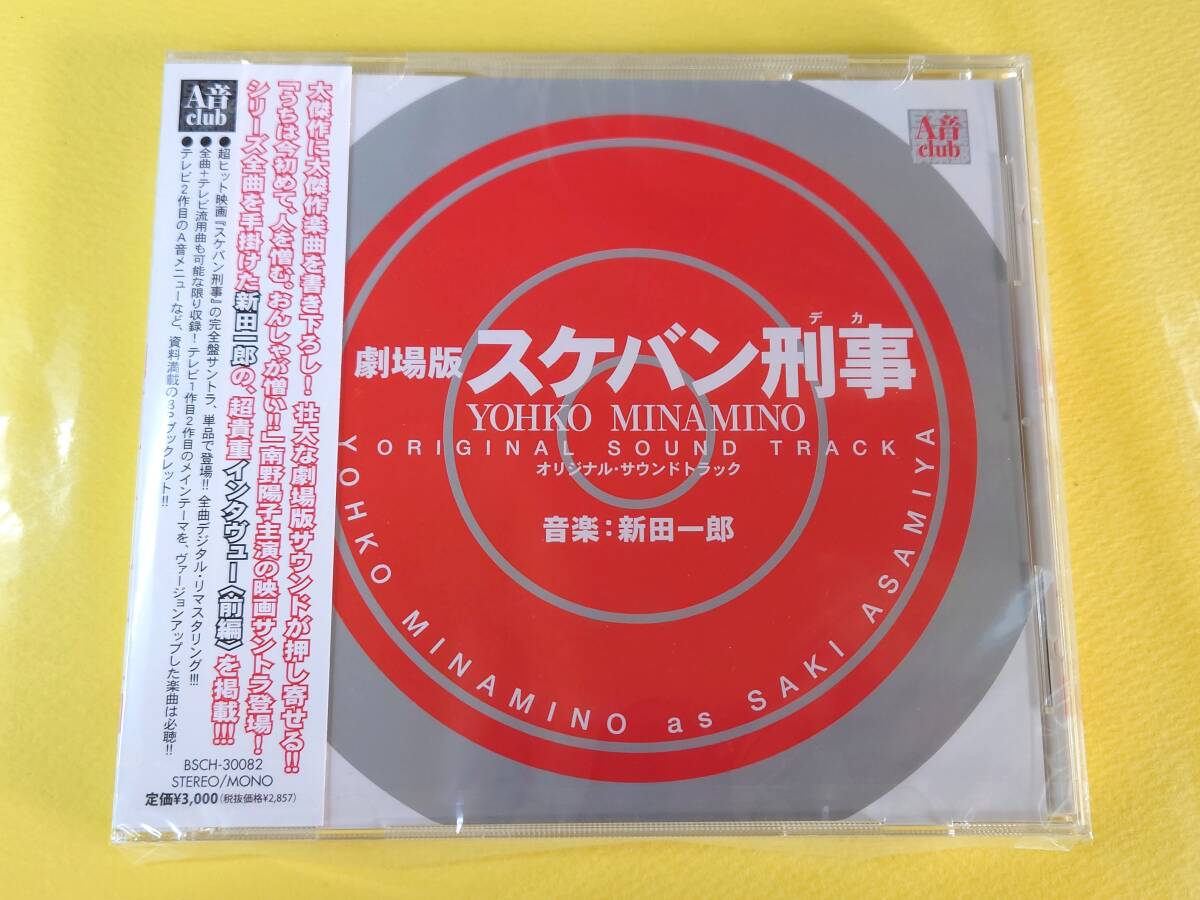 A音
club
大傑作に大傑作楽曲を書き下ろし!壮大な劇場版サウンドが押し寄せる!!
「うちは今初めて、人を憎む。おんしゃが憎い!!」南野陽子主演の映画サントラ登場!
シリーズ全曲を手掛けた新田一郎の、超貴重インタヴュー〈前編〉を掲載!!!
●超ヒット映画『スケバン刑事』の完全盤サントラ、単品で登場!!全曲デジタル・リマスタリング!!!
●全曲+テレビ流用曲も可能な限り収録!テレビ1作目2作目のメインテーマを、ヴァージョンアップした楽曲は必聴!!
●テレビ2作目のA音メニューなど、資料満載の
ブックレット!!
BSCH-30082
STEREO/MONO
定価¥3,000(税抜価格¥2,857)
A音
club
デカ
劇場版 スケバン刑事
YOHKO MINAMINO
ORIGINAL SOUND TRACK
オリジナル・サウンドトラック
音楽:新田一郎
YOHKO MINAMINO as SAKI ASAMIYA